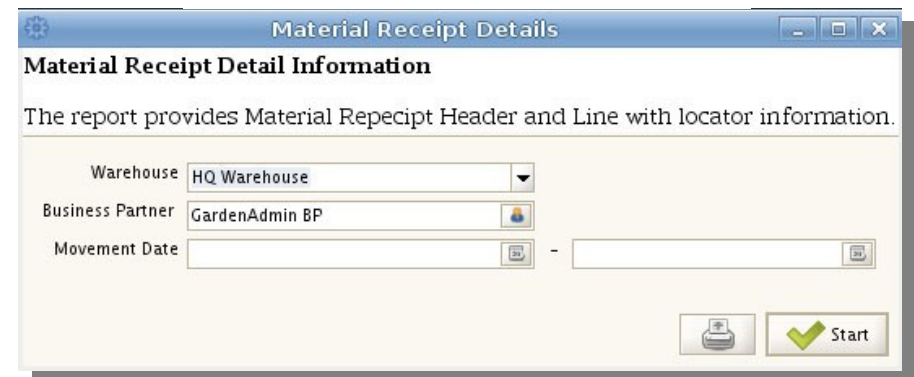 Material Receipt Details
Material Receipt Detail Information
The report provides Material Repecipt Header and Line with locator information.
Warehouse HQ Warehouse
Business Partner GardenAdmin BP
Movement Date -
Start